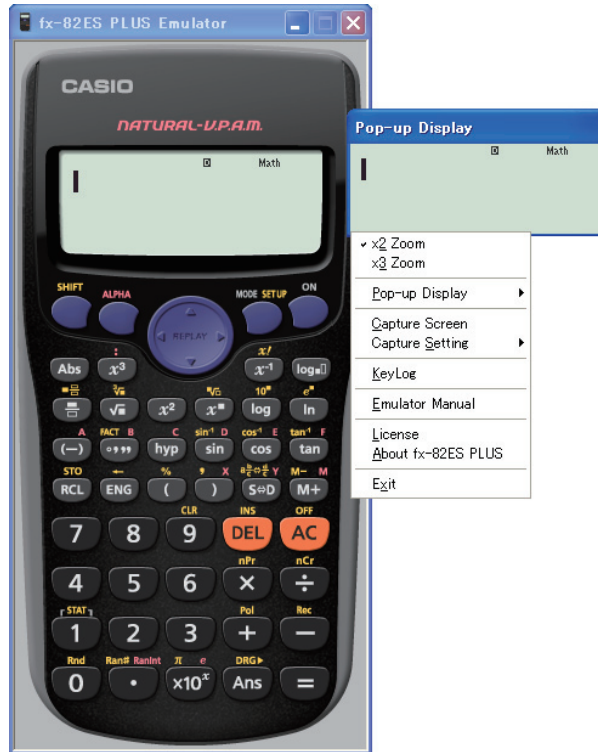 fx-82ES PLUS Emulator
CASIO
NATURAL-V.P.A.M.
D Math
Pop-up Display
D Math
✓ x2 Zoom
x3 Zoom
Pop-up Display
Capture Screen
Capture Setting
KeyLog
Emulator Manual
License
About fx-82ES PLUS
Exit
SHIFT ALPHA MODE SETUP ON
REPLAY
: x!
Abs x³ x⁻¹ log■□
■㗕 ³√■ ■√□ 10■ e■
√■ x² x■ log ln
A FACT B C sin⁻¹ D cos⁻¹ E tan⁻¹ F
(−) °,,, hyp sin cos tan
STO ← % , X a b/c⇔d/c Y M− M
RCL ENG ( ) S⇔D M+
CLR INS OFF
7 8 9 DEL AC
nPr nCr
4 5 6 × ÷
STAT Pol Rec
1 2 3 + −
Rnd Ran# RanInt π e DRG▶
0 • ×10ˣ Ans =